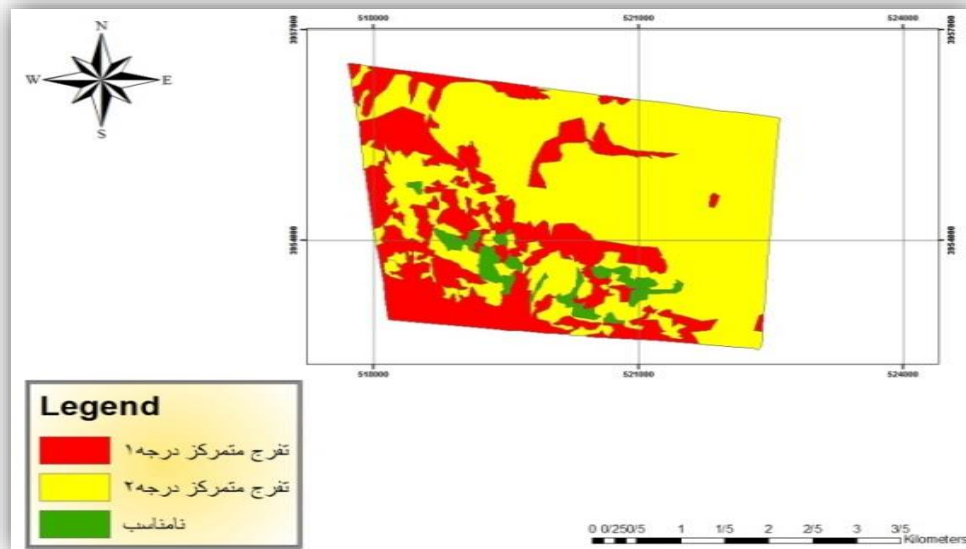 N
W E
S
518000 521000 524000
3957000 3957000
3954000 3954000
518000 521000 524000
Legend
تفرج متمرکز درجه۱
تفرج متمرکز درجه۲
نامناسب
0 0/250/5 1 1/5 2 2/5 3 3/5
Kilometers